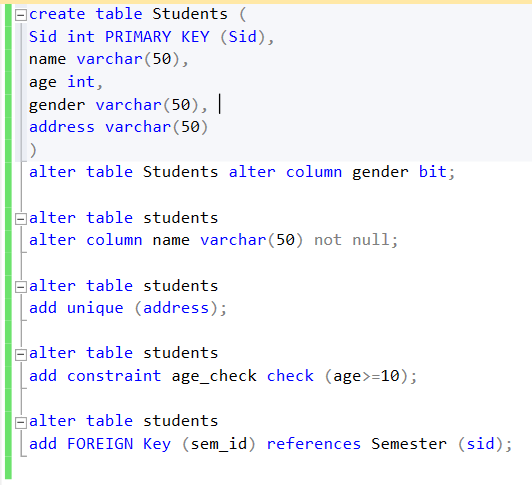 create table Students (
Sid int PRIMARY KEY (Sid),
name varchar(50),
age int,
gender varchar(50),
address varchar(50)
)
alter table Students alter column gender bit;
alter table students
alter column name varchar(50) not null;
alter table students
add unique (address);
alter table students
add constraint age_check check (age>=10);
alter table students
add FOREIGN Key (sem_id) references Semester (sid);